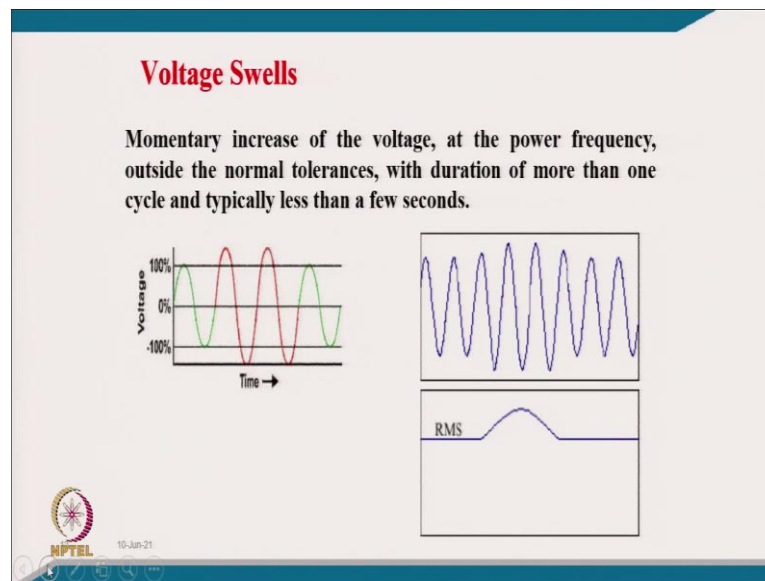 Voltage Swells
Momentary increase of the voltage, at the power frequency,
outside the normal tolerances, with duration of more than one
cycle and typically less than a few seconds.
100%
0%
-100%
Voltage
Time →
RMS
NPTEL
10-Jun-21